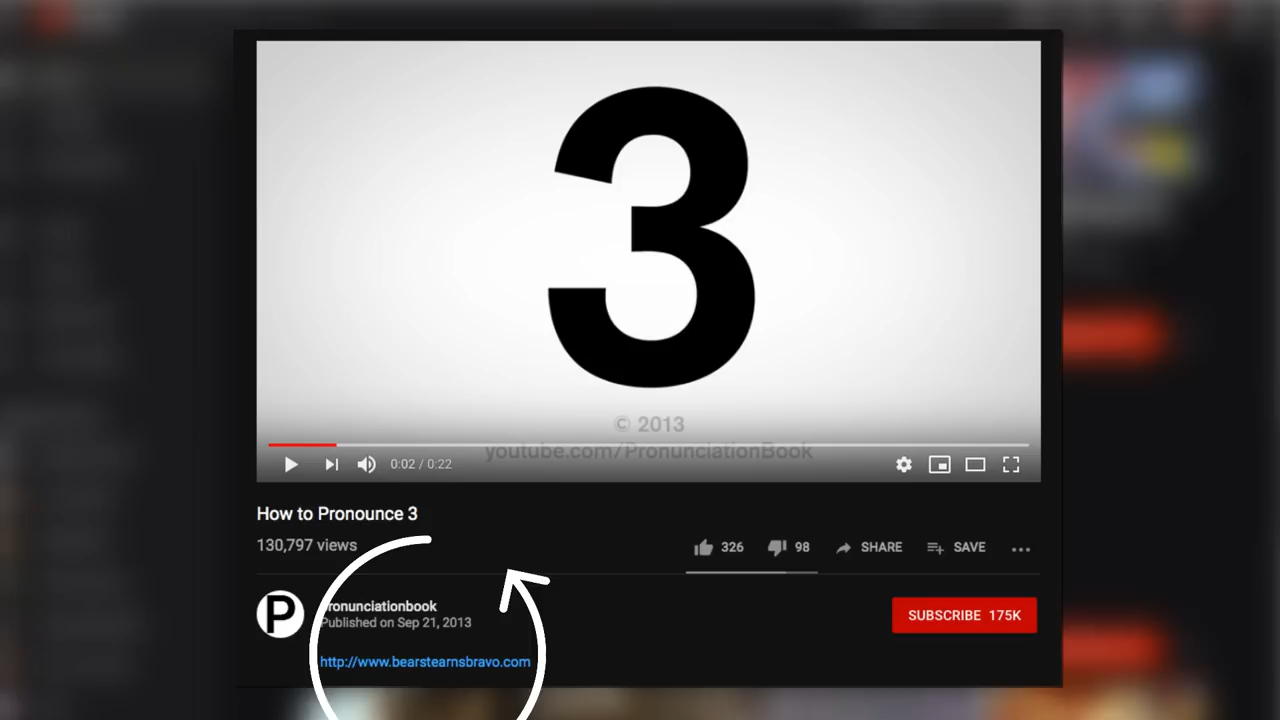 3
© 2013
youtube.com/PronunciationBook
0:02 / 0:22
How to Pronounce 3
130,797 views
326
98
SHARE
SAVE
P
Pronunciationbook
Published on Sep 21, 2013
SUBSCRIBE 175K
http://www.bearstearnsbravo.com